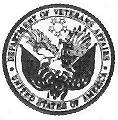 DEPARTMENT OF VETERANS AFFAIRS
UNITED STATES OF AMERICA